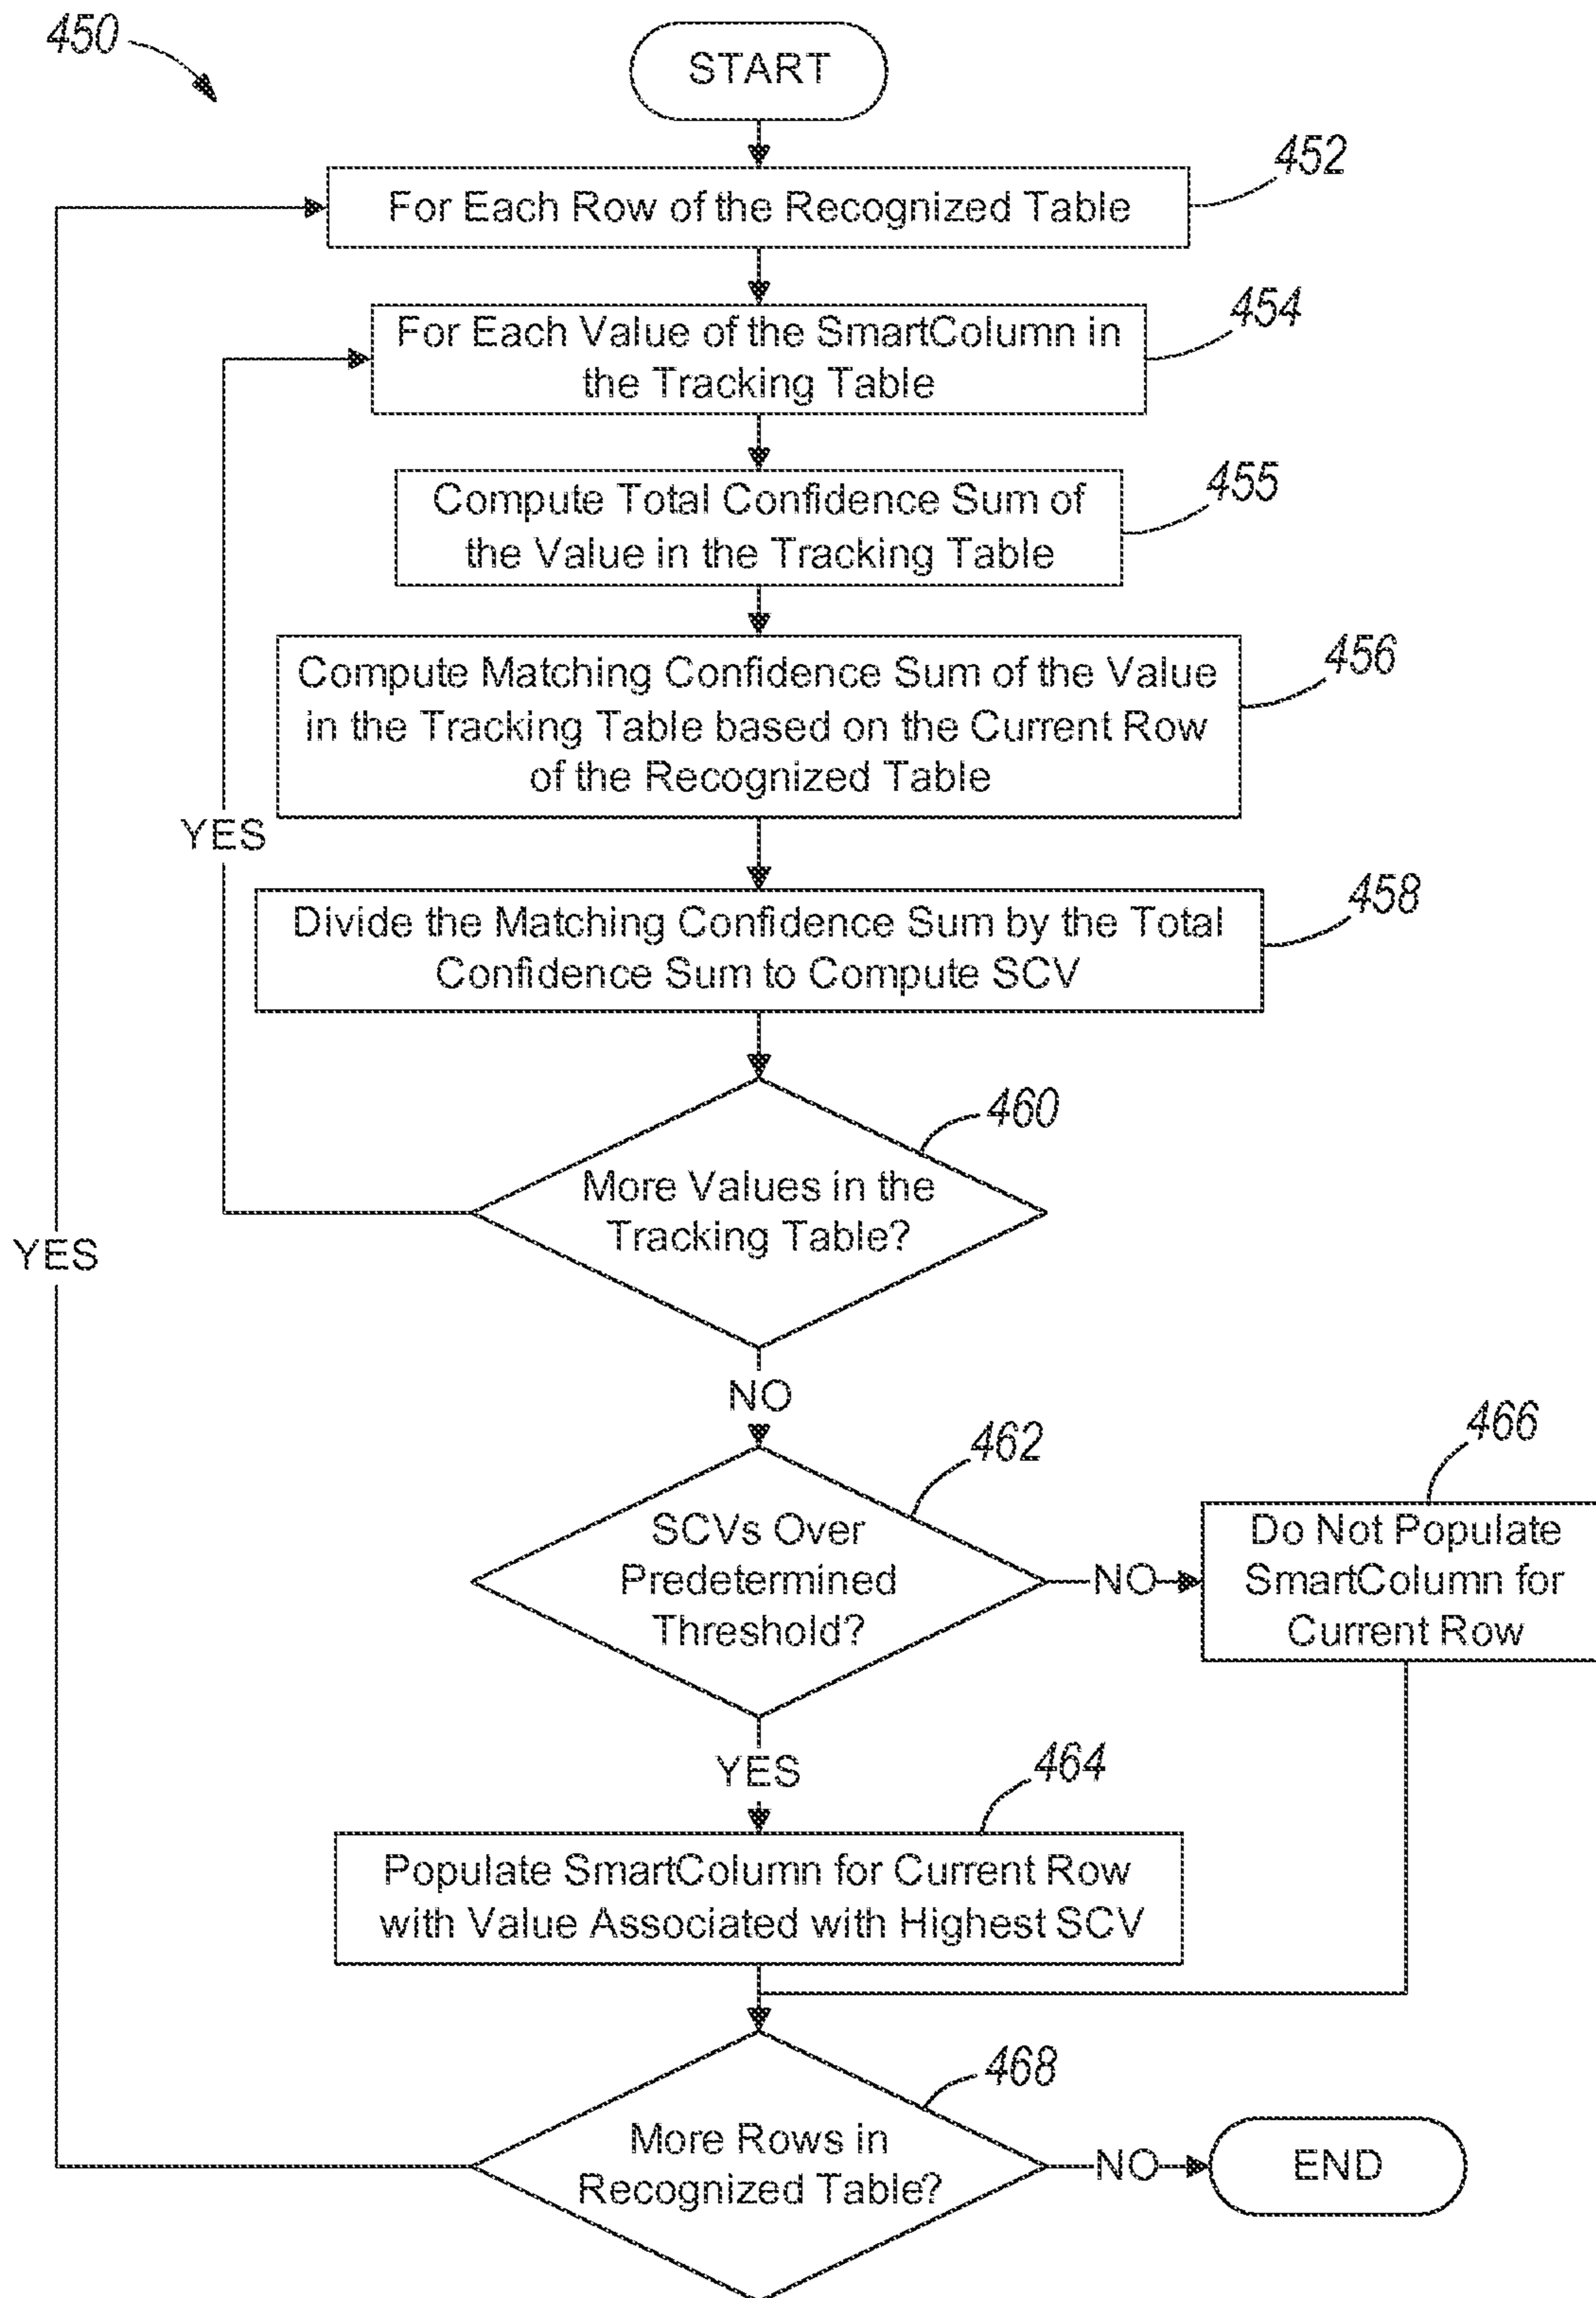 450
START
452
For Each Row of the Recognized Table
454
For Each Value of the SmartColumn in
the Tracking Table
455
Compute Total Confidence Sum of
the Value in the Tracking Table
456
Compute Matching Confidence Sum of the Value
in the Tracking Table based on the Current Row
of the Recognized Table
YES
458
Divide the Matching Confidence Sum by the Total
Confidence Sum to Compute SCV
460
More Values in the
Tracking Table?
YES
NO
462
466
SCVs Over
Predetermined
Threshold?
NO
Do Not Populate
SmartColumn for
Current Row
YES
464
Populate SmartColumn for Current Row
with Value Associated with Highest SCV
468
More Rows in
Recognized Table?
NO
END